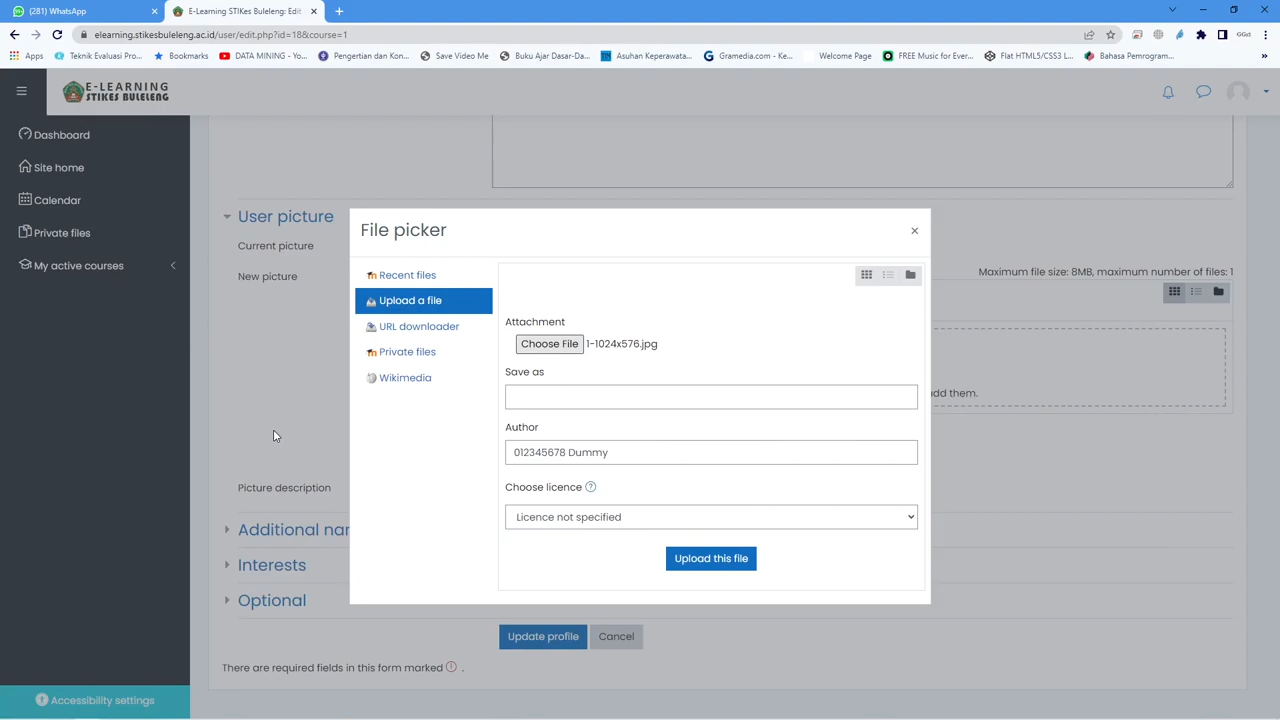 (281) WhatsApp
E-Learning STIKes Buleleng: Edit
elearning.stikesbuleleng.ac.id/user/edit.php?id=18&course=1
Apps
Teknik Evaluasi Pro...
Bookmarks
DATA MINING - Yo...
Pengertian dan Kon...
Save Video Me
Buku Ajar Dasar-Da...
Asuhan Keperawata...
Gramedia.com - Ke...
Welcome Page
FREE Music for Ever...
Flat HTML5/CSS3 L...
Bahasa Pemrogram...
E-LEARNING
STIKES BULELENG
Dashboard
Site home
Calendar
Private files
My active courses
User picture
Current picture
New picture
Maximum file size: 8MB, maximum number of files: 1
add them.
Picture description
Additional nar
Interests
Optional
File picker
Recent files
Upload a file
URL downloader
Private files
Wikimedia
Attachment
Choose File 1-1024x576.jpg
Save as
Author
012345678 Dummy
Choose licence
Licence not specified
Upload this file
Update profile
Cancel
There are required fields in this form marked .
Accessibility settings